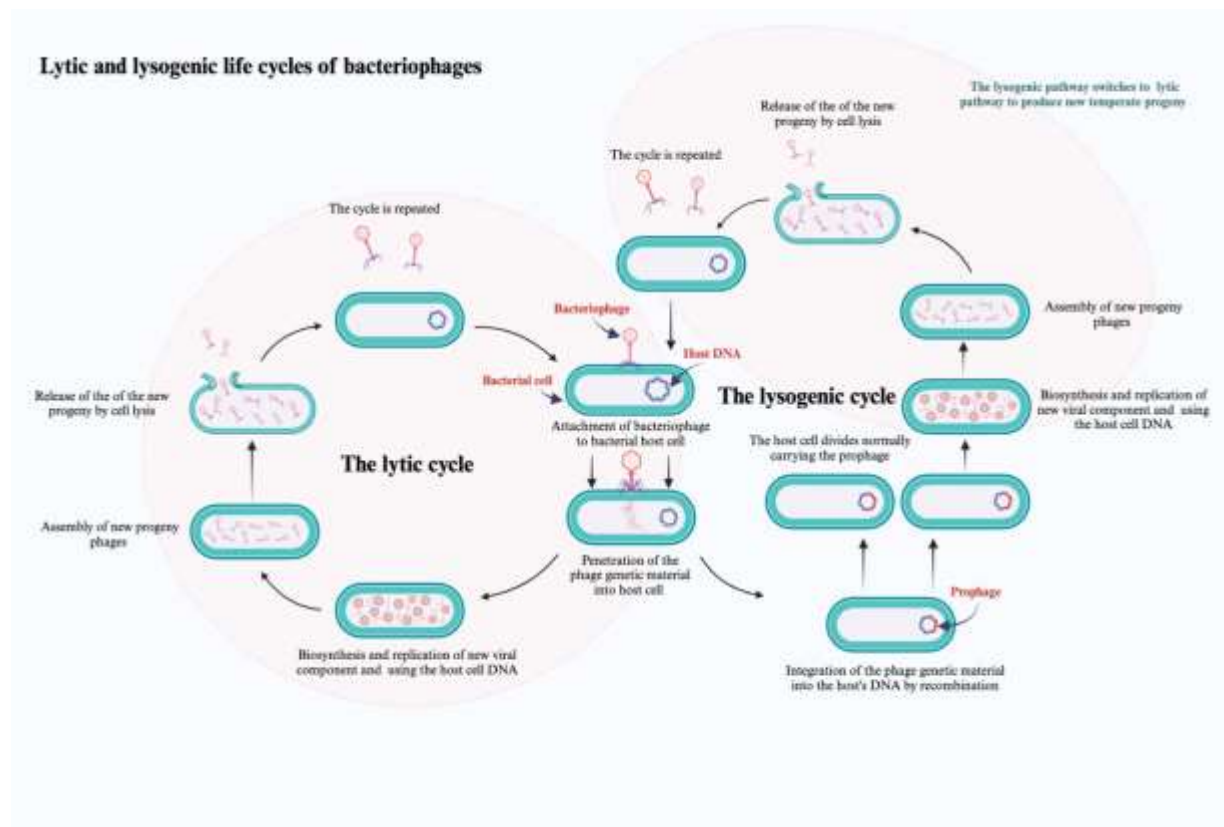 Lytic and lysogenic life cycles of bacteriophages
The lysogenic pathway switches to lytic
pathway to produce new temperate progeny
Release of the of the new
progeny by cell lysis
The cycle is repeated
The cycle is repeated
Bacteriophage
Host DNA
Bacterial cell
Attachment of bacteriophage
to bacterial host cell
The lysogenic cycle
Assembly of new progeny
phages
Release of the of the new
progeny by cell lysis
The lytic cycle
Biosynthesis and replication of
new viral component and using
the host cell DNA
The host cell divides normally
carrying the prophage
Assembly of new progeny
phages
Penetration of the
phage genetic material
into host cell
Prophage
Biosynthesis and replication of new viral
component and using the host cell DNA
Integration of the phage genetic material
into the host's DNA by recombination